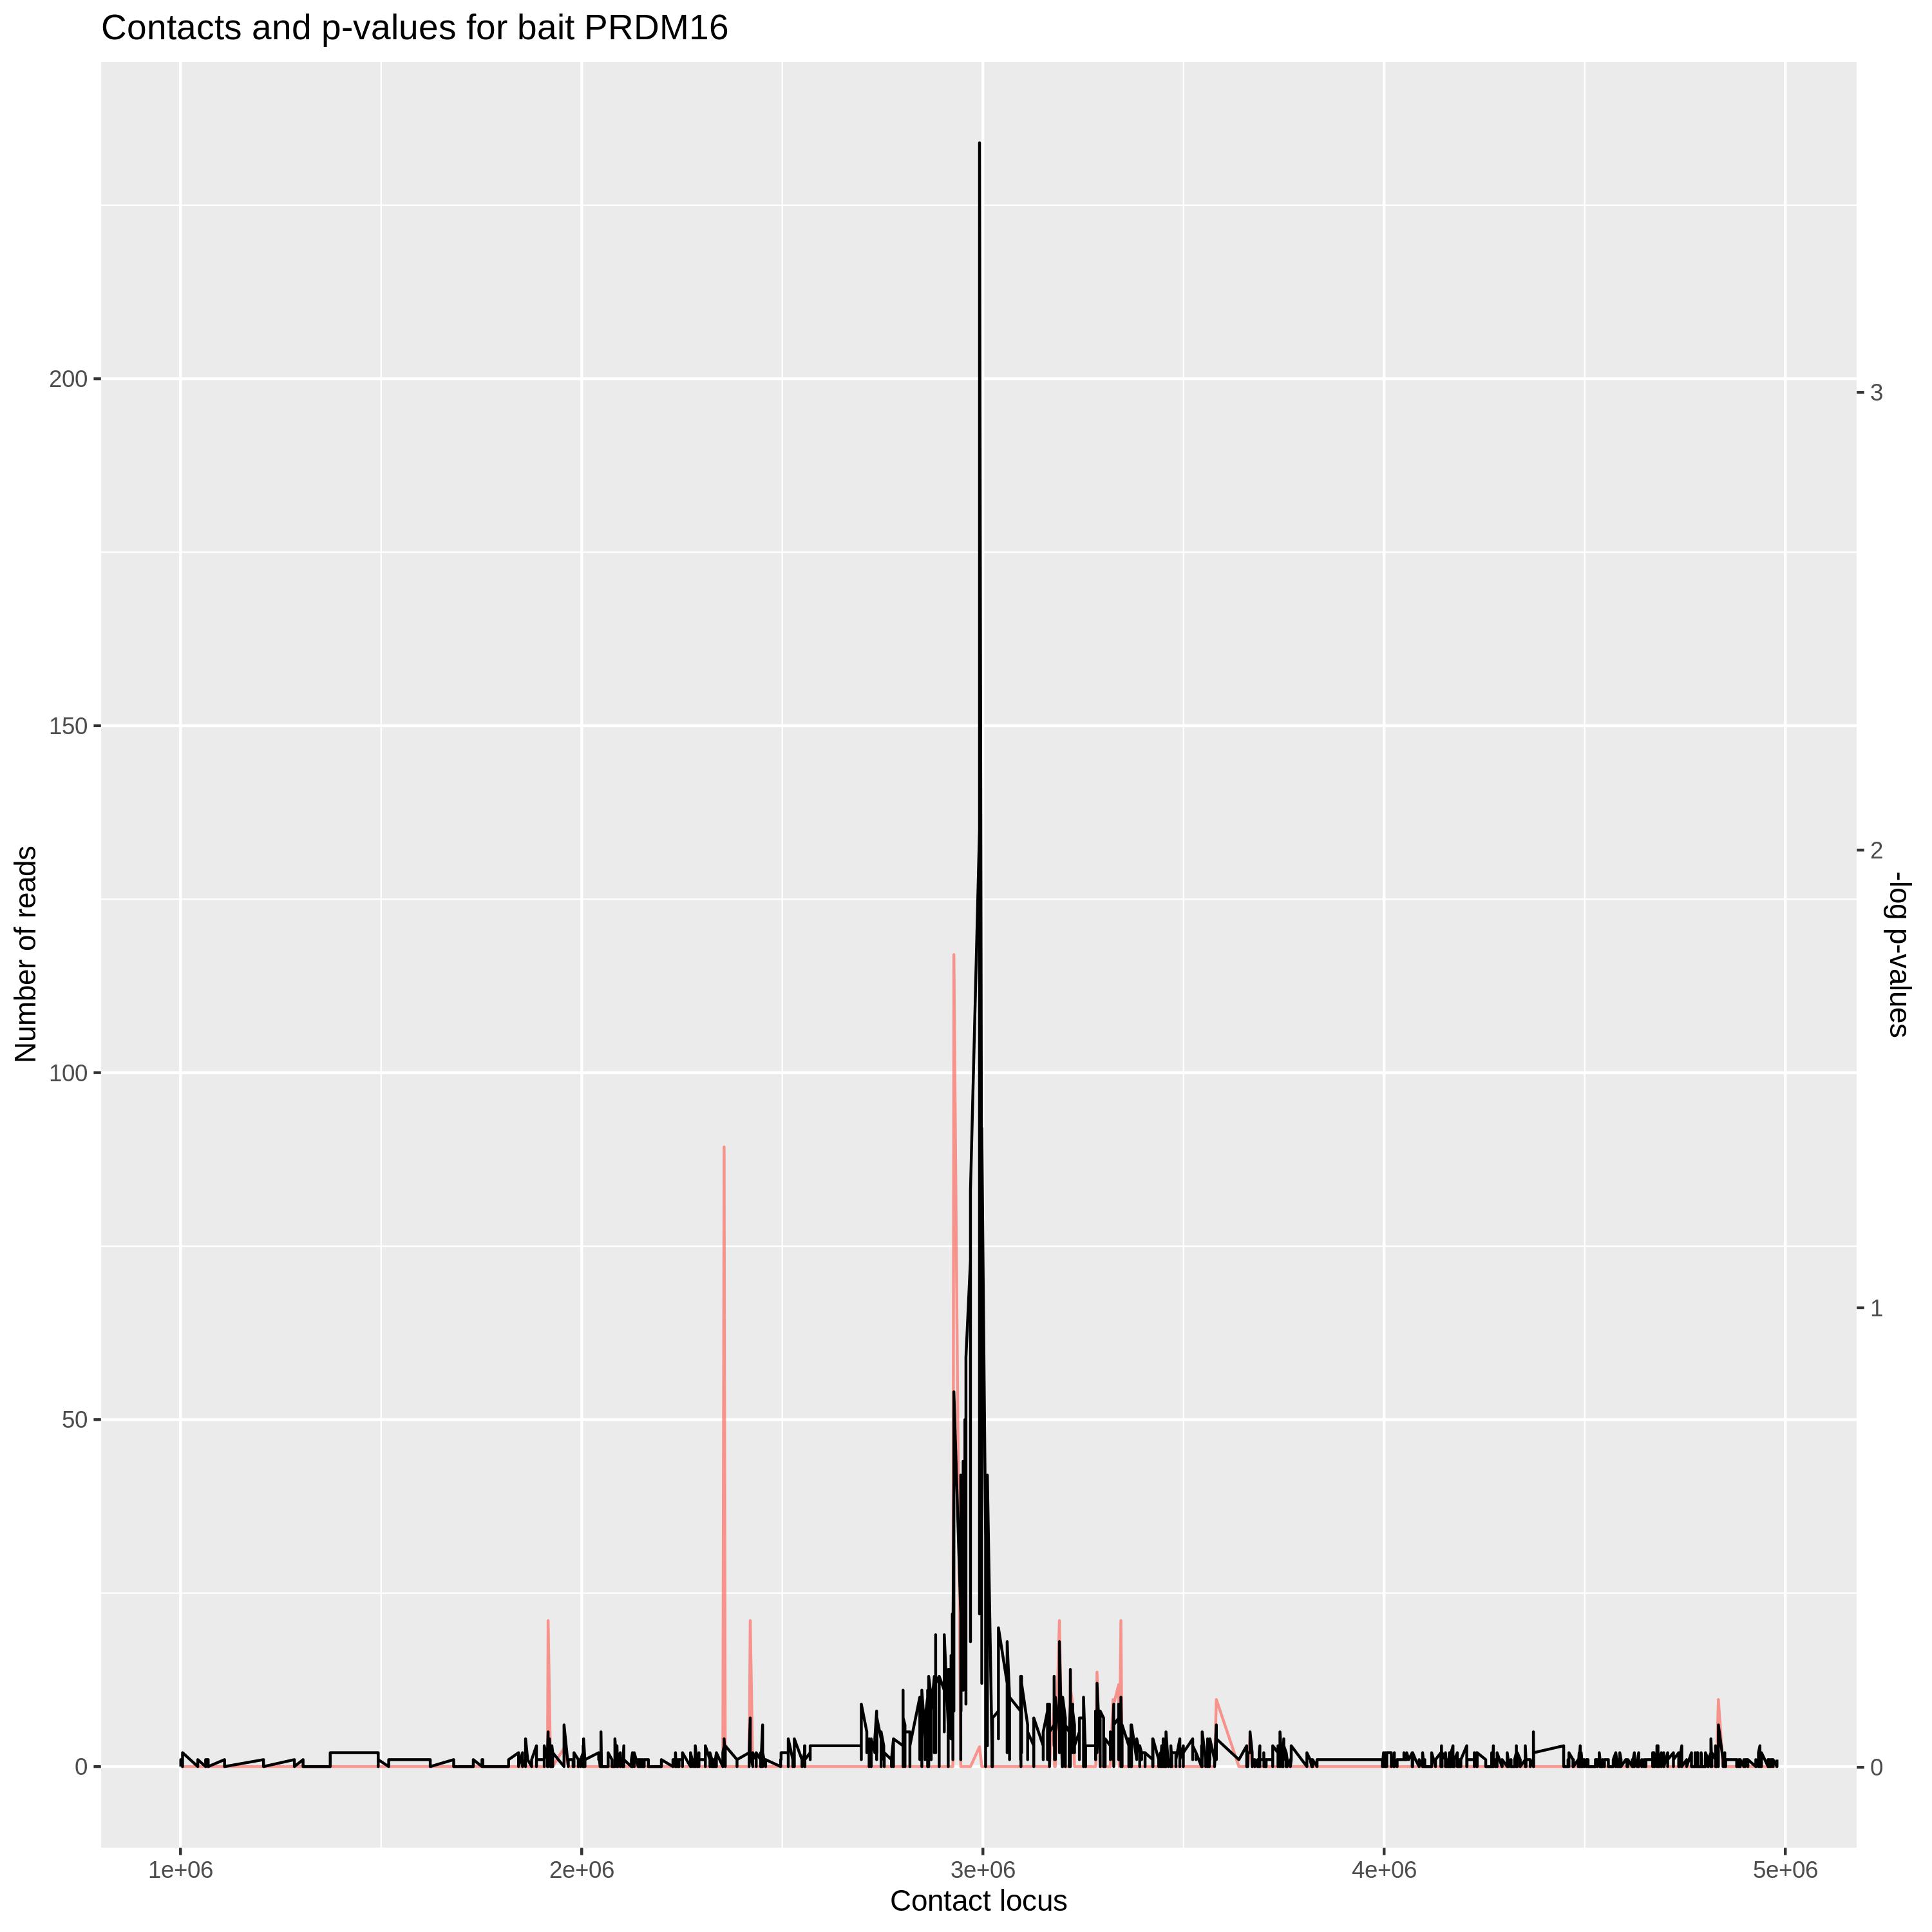 Contacts and p-values for bait PRDM16
Number of reads
200
150
100
50
0
3
2
1
0
-log p-values
1e+06 2e+06 3e+06 4e+06 5e+06
Contact locus